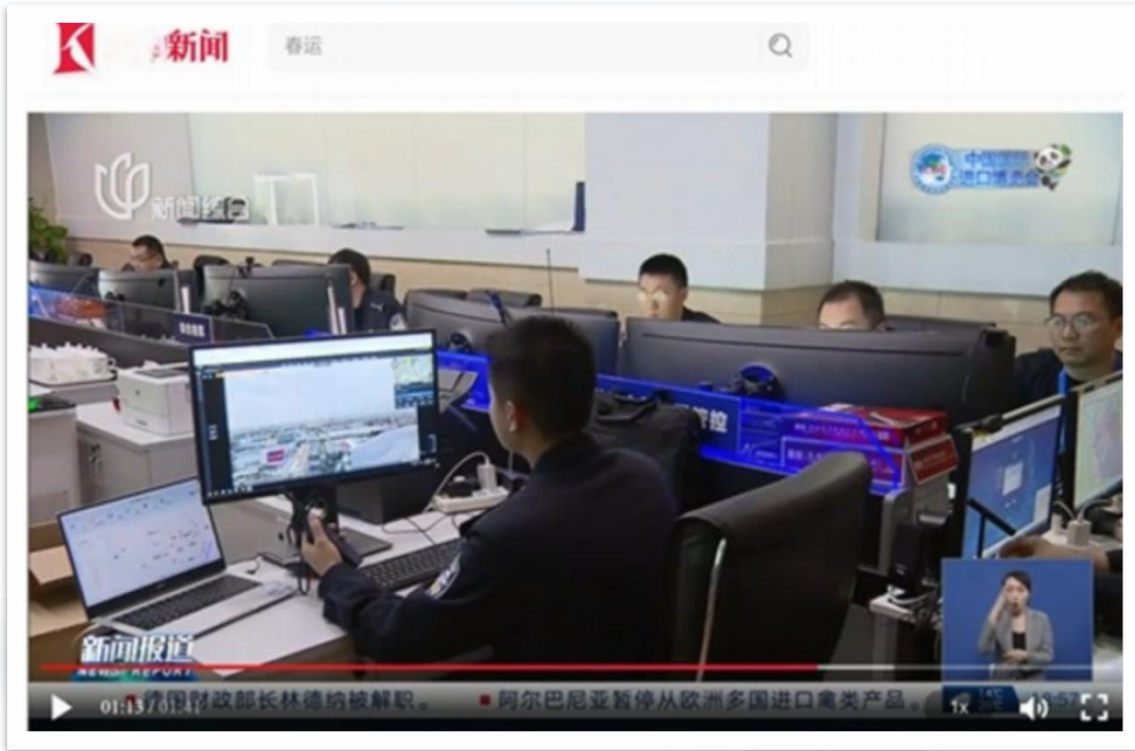 新闻
春运
新闻综合
中国国际
进口博览会
管控
新闻报道
NEWS REPORT
01:13
德国财政部长林德纳被解职。
阿尔巴尼亚暂停从欧洲多国进口禽类产品。
1x
14℃
18:57